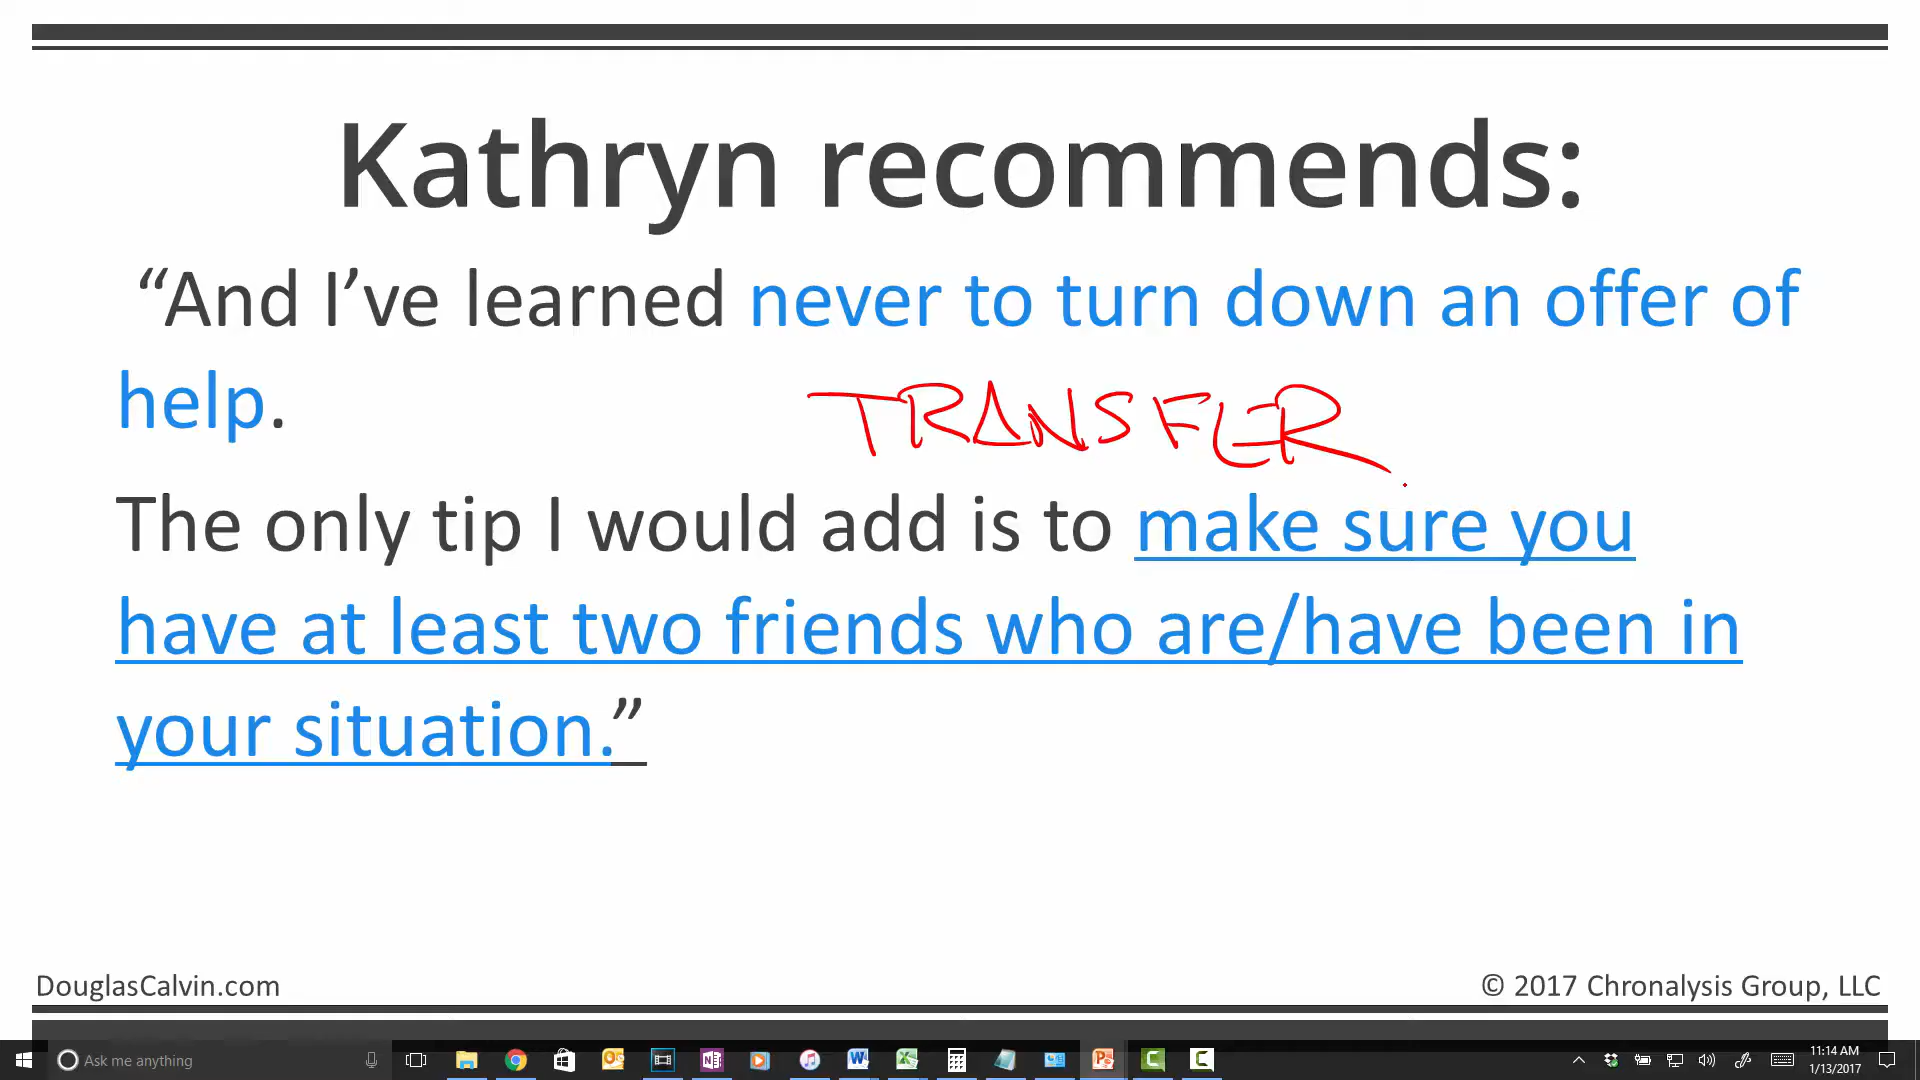 Kathryn recommends:
“And I’ve learned never to turn down an offer of
help.
TRANSFER
The only tip I would add is to make sure you
have at least two friends who are/have been in
your situation.”
DouglasCalvin.com
© 2017 Chronalysis Group, LLC
Ask me anything
11:14 AM
1/13/2017